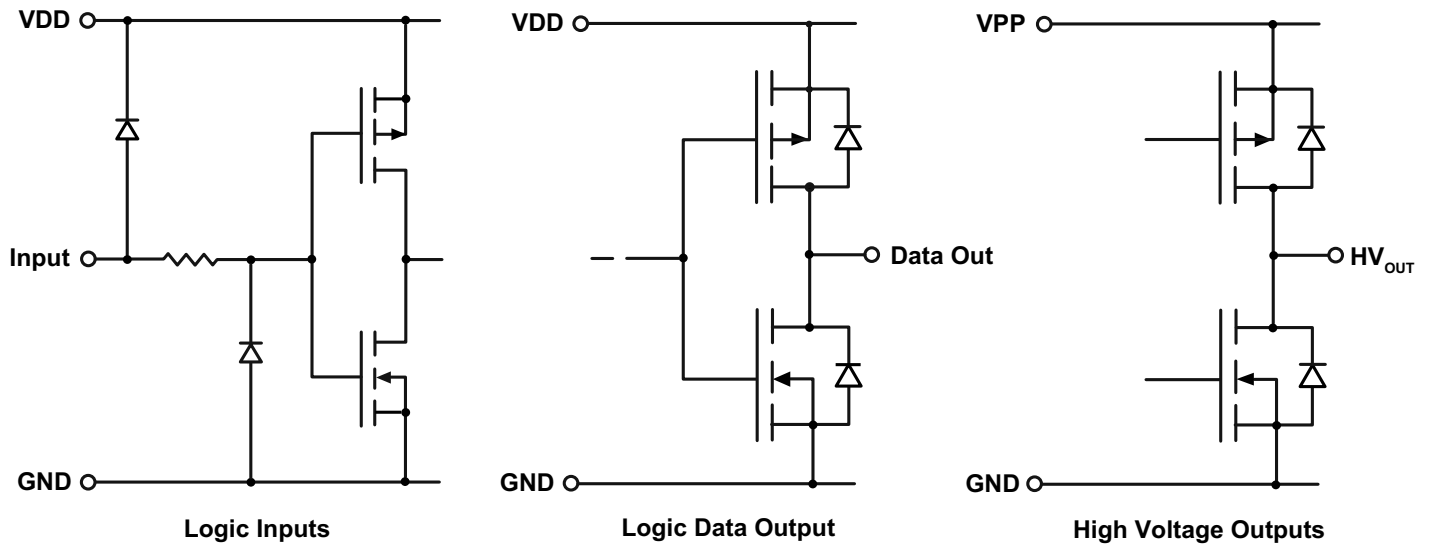 VDD
Input
GND
Logic Inputs
VDD
Data Out
GND
Logic Data Output
VPP
HVOUT
GND
High Voltage Outputs